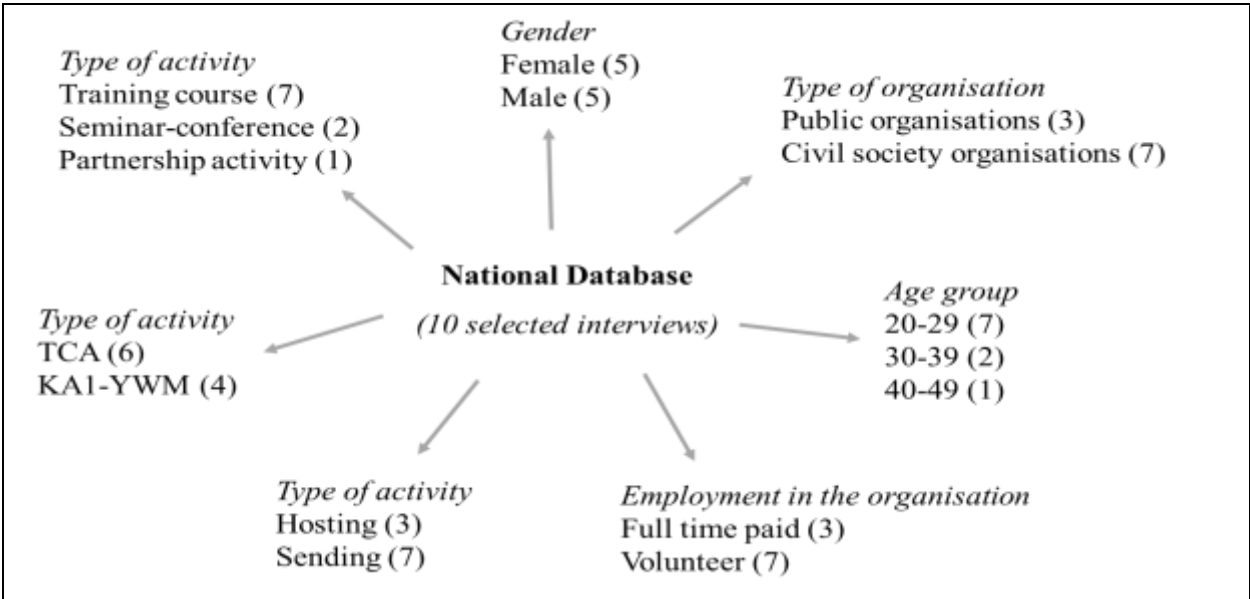 Gender
Female (5)
Male (5)
Type of activity
Training course (7)
Seminar-conference (2)
Partnership activity (1)
Type of organisation
Public organisations (3)
Civil society organisations (7)
National Database
(10 selected interviews)
Type of activity
TCA (6)
KA1-YWM (4)
Age group
20-29 (7)
30-39 (2)
40-49 (1)
Type of activity
Hosting (3)
Sending (7)
Employment in the organisation
Full time paid (3)
Volunteer (7)